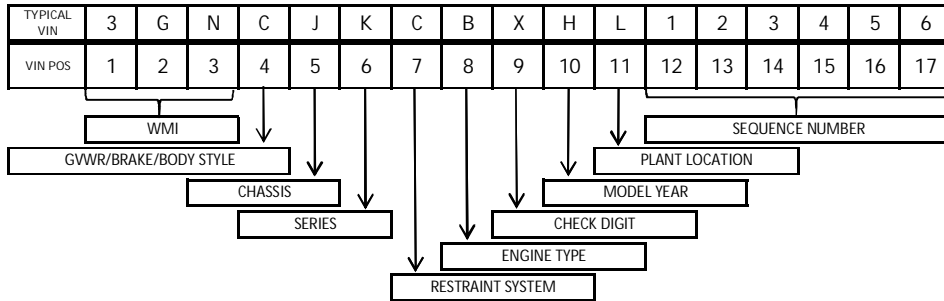 TYPICAL VIN 3 G N C J K C B X H L 1 2 3 4 5 6
VIN POS 1 2 3 4 5 6 7 8 9 10 11 12 13 14 15 16 17
WMI SEQUENCE NUMBER
GVWR/BRAKE/BODY STYLE PLANT LOCATION
CHASSIS MODEL YEAR
SERIES CHECK DIGIT
ENGINE TYPE
RESTRAINT SYSTEM